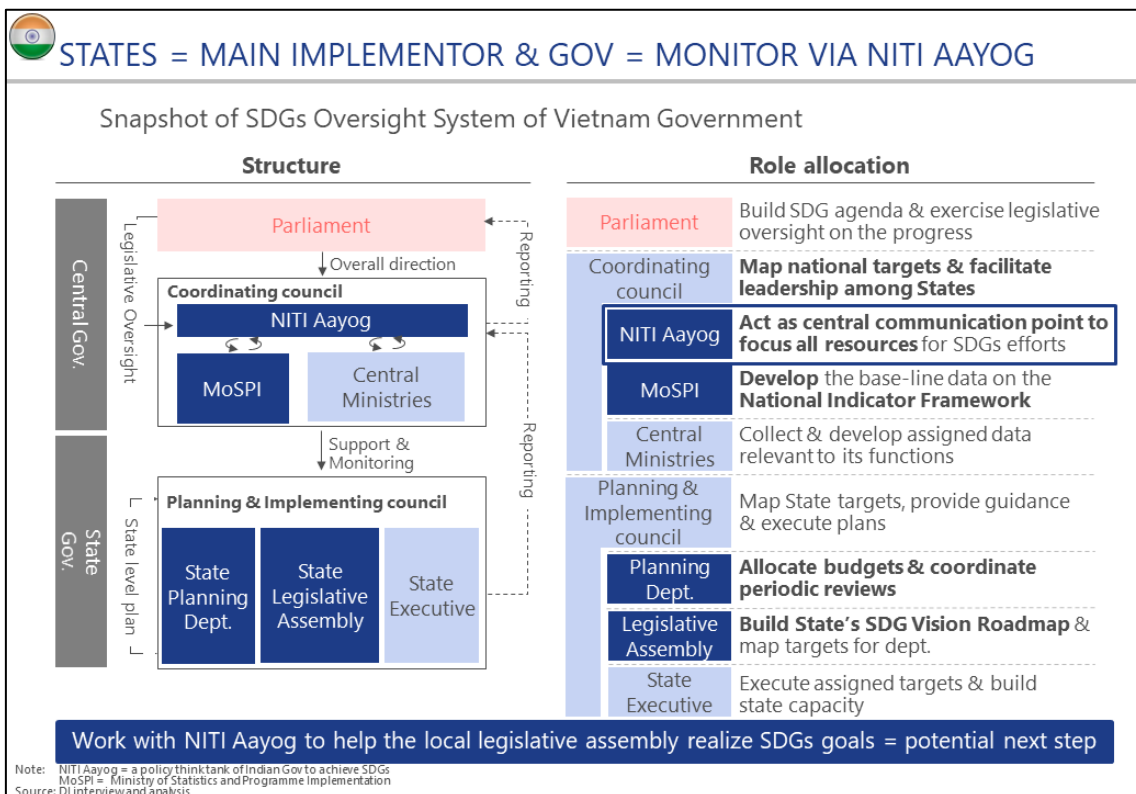 STATES = MAIN IMPLEMENTOR & GOV = MONITOR VIA NITI AAYOG
Snapshot of SDGs Oversight System of Vietnam Government
Structure
Central Gov.
Legislative Oversight
Parliament
Overall direction
Reporting
Coordinating council
NITI Aayog
MoSPI
Central
Ministries
Support &
Monitoring
Reporting
State
Gov.
State level plan
Planning & Implementing council
State
Planning
Dept.
State
Legislative
Assembly
State
Executive
Role allocation
Parliament
Build SDG agenda & exercise legislative
oversight on the progress
Coordinating
council
Map national targets & facilitate
leadership among States
NITI Aayog
Act as central communication point to
focus all resources for SDGs efforts
MoSPI
Develop the base-line data on the
National Indicator Framework
Central
Ministries
Collect & develop assigned data
relevant to its functions
Planning &
Implementing
council
Map State targets, provide guidance
& execute plans
Planning
Dept.
Allocate budgets & coordinate
periodic reviews
Legislative
Assembly
Build State's SDG Vision Roadmap &
map targets for dept.
State
Executive
Execute assigned targets & build
state capacity
Work with NITI Aayog to help the local legislative assembly realize SDGs goals = potential next step
Note: NITI Aayog = a policy think tank of Indian Gov to achieve SDGs
MoSPI = Ministry of Statistics and Programme Implementation
Source: DI interview and analysis